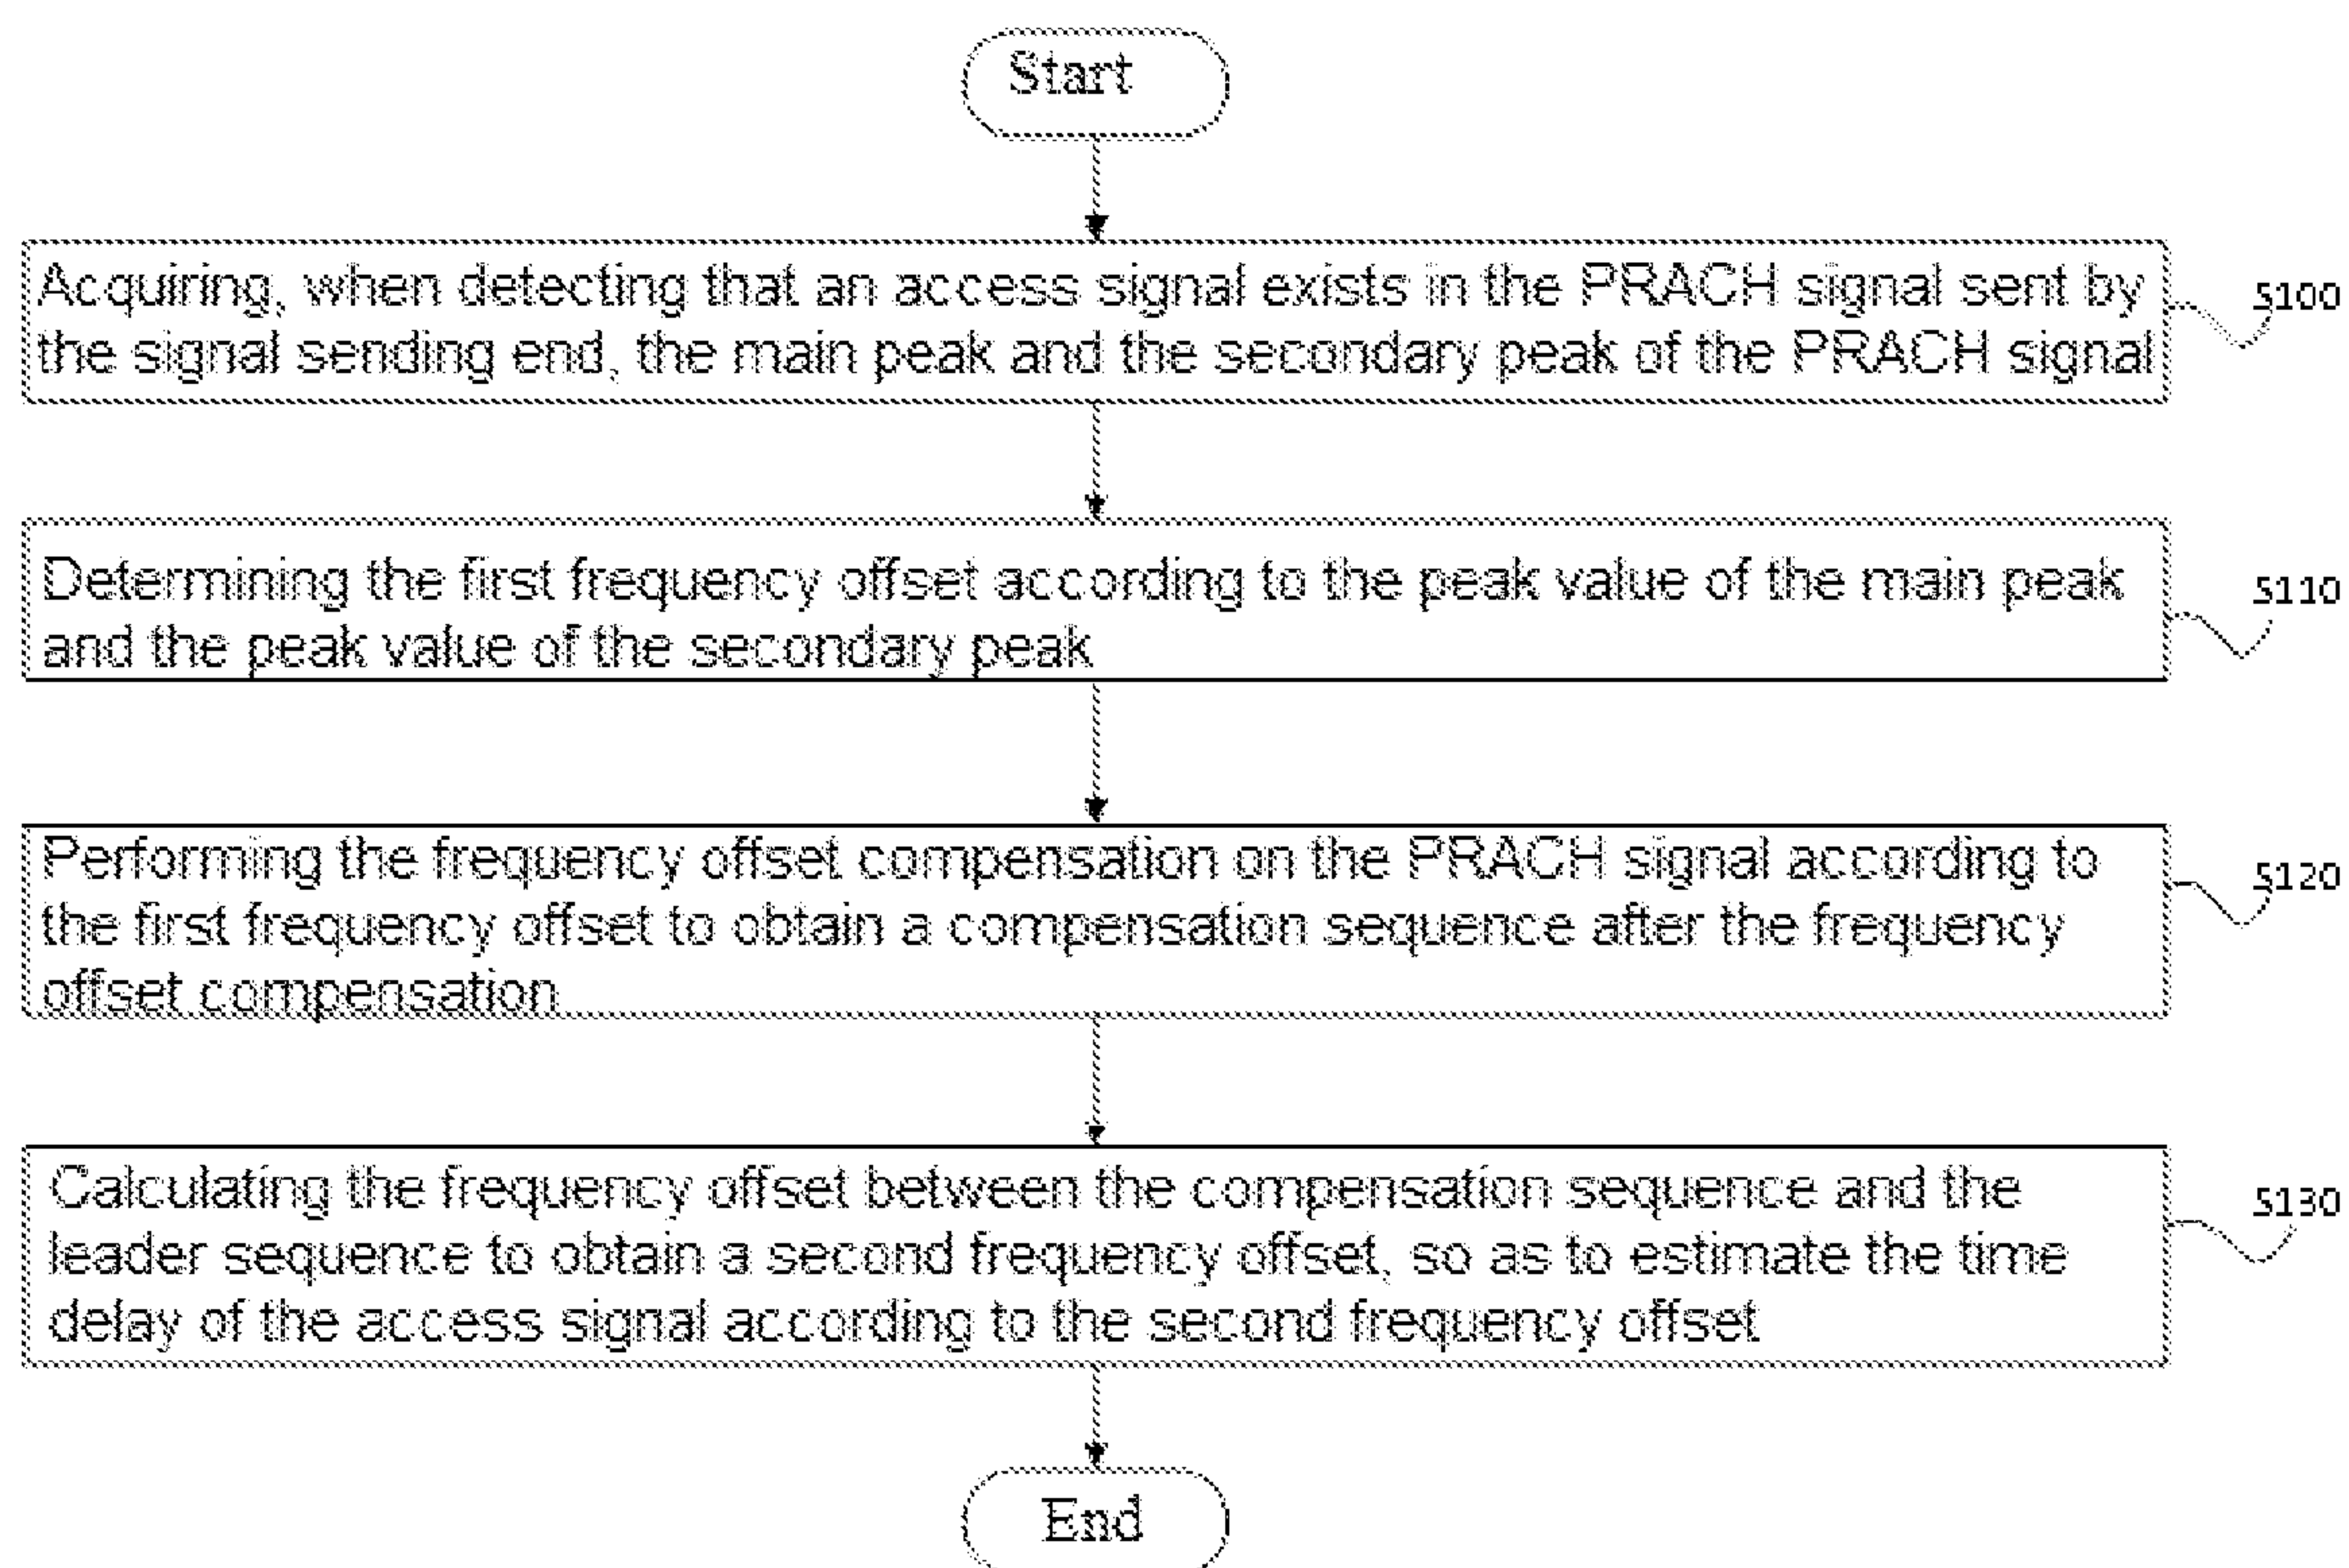 Start
Acquiring, when detecting that an access signal exists in the PRACH signal sent by
the signal sending end, the main peak and the secondary peak of the PRACH signal
S100
Determining the first frequency offset according to the peak value of the main peak
and the peak value of the secondary peak
S110
Performing the frequency offset compensation on the PRACH signal according to
the first frequency offset to obtain a compensation sequence after the frequency
offset compensation
S120
Calculating the frequency offset between the compensation sequence and the
leader sequence to obtain a second frequency offset, so as to estimate the time
delay of the access signal according to the second frequency offset
S130
End